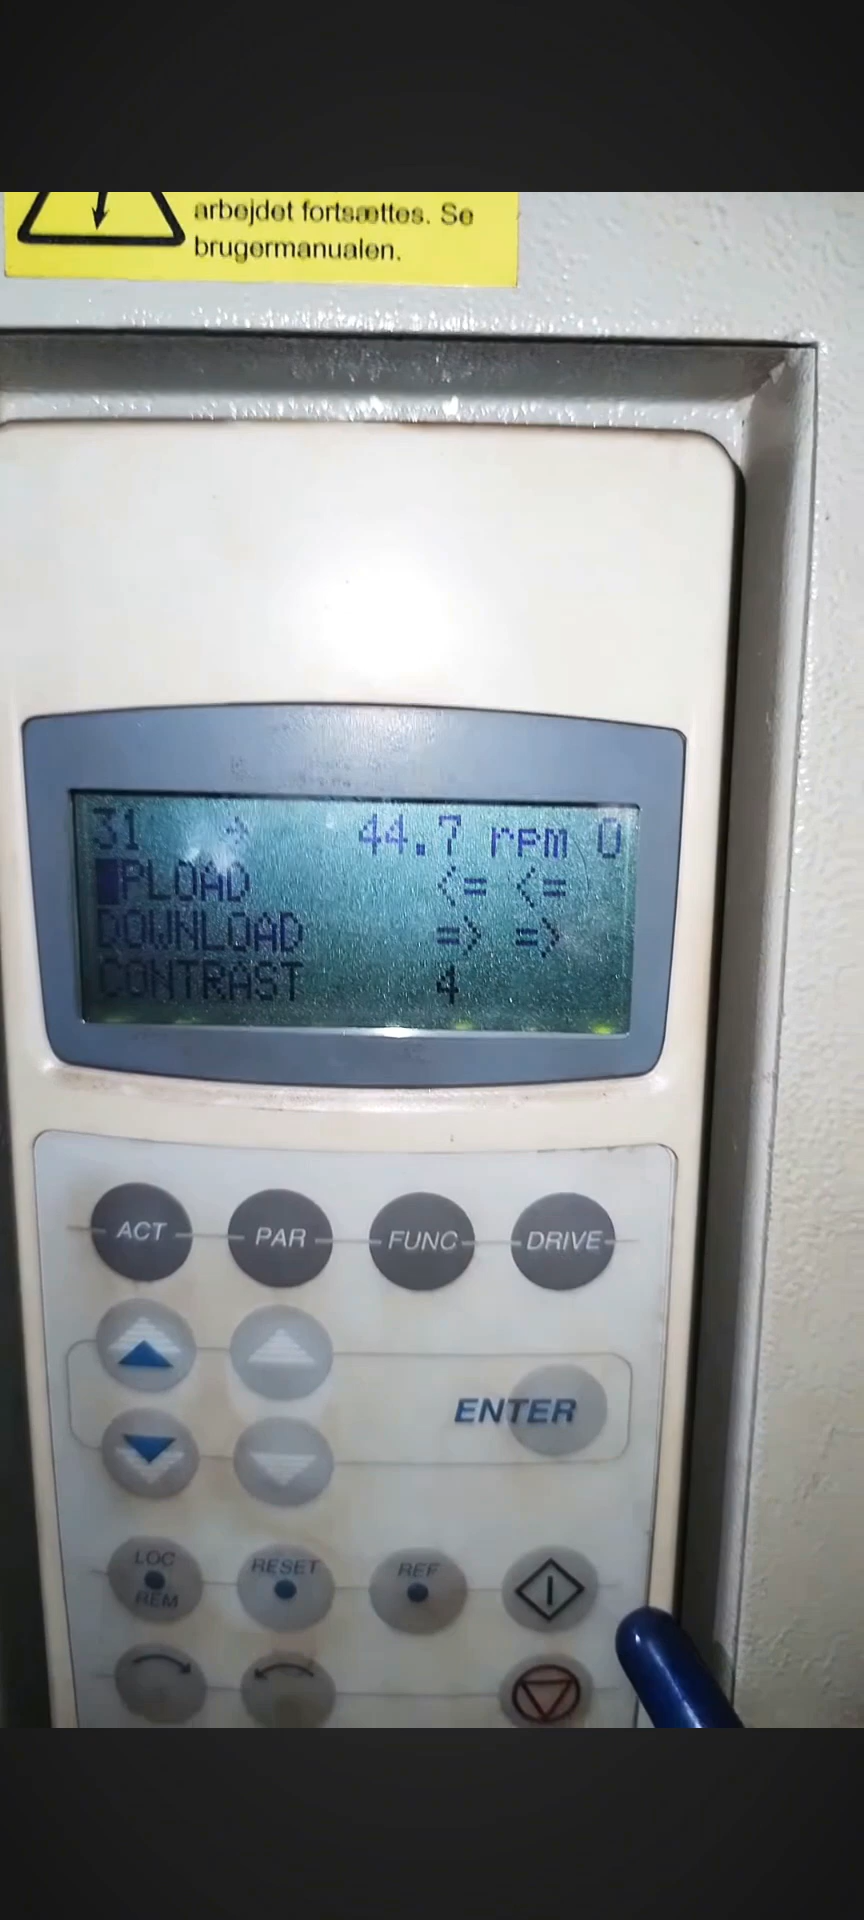 arbejdet fortsættes. Se
brugermanualen.
31 -> 44.7 rpm 0
UPLOAD <= <=
DOWNLOAD => =>
CONTRAST 4
ACT PAR FUNC DRIVE
ENTER
LOC
REM
RESET
REF
I